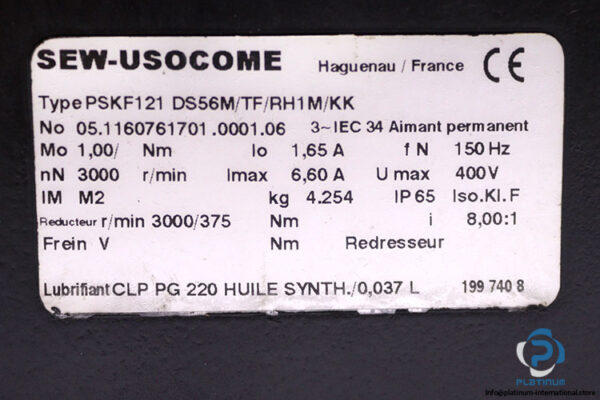 SEW-USOCOME Haguenau / France CE
Type PSKF121 DS56M/TF/RH1M/KK
No 05.1160761701.0001.06 3~IEC 34 Aimant permanent
Mo 1,00/ Nm Io 1,65 A f N 150 Hz
nN 3000 r/min Imax 6,60 A U max 400V
IM M2 kg 4.254 IP 65 Iso.Kl.F
Reducteur r/min 3000/375 Nm i 8,00:1
Frein V Nm Redresseur
Lubrifiant CLP PG 220 HUILE SYNTH./0,037 L 199 740 8
PLATINUM
info@platinum-international.store